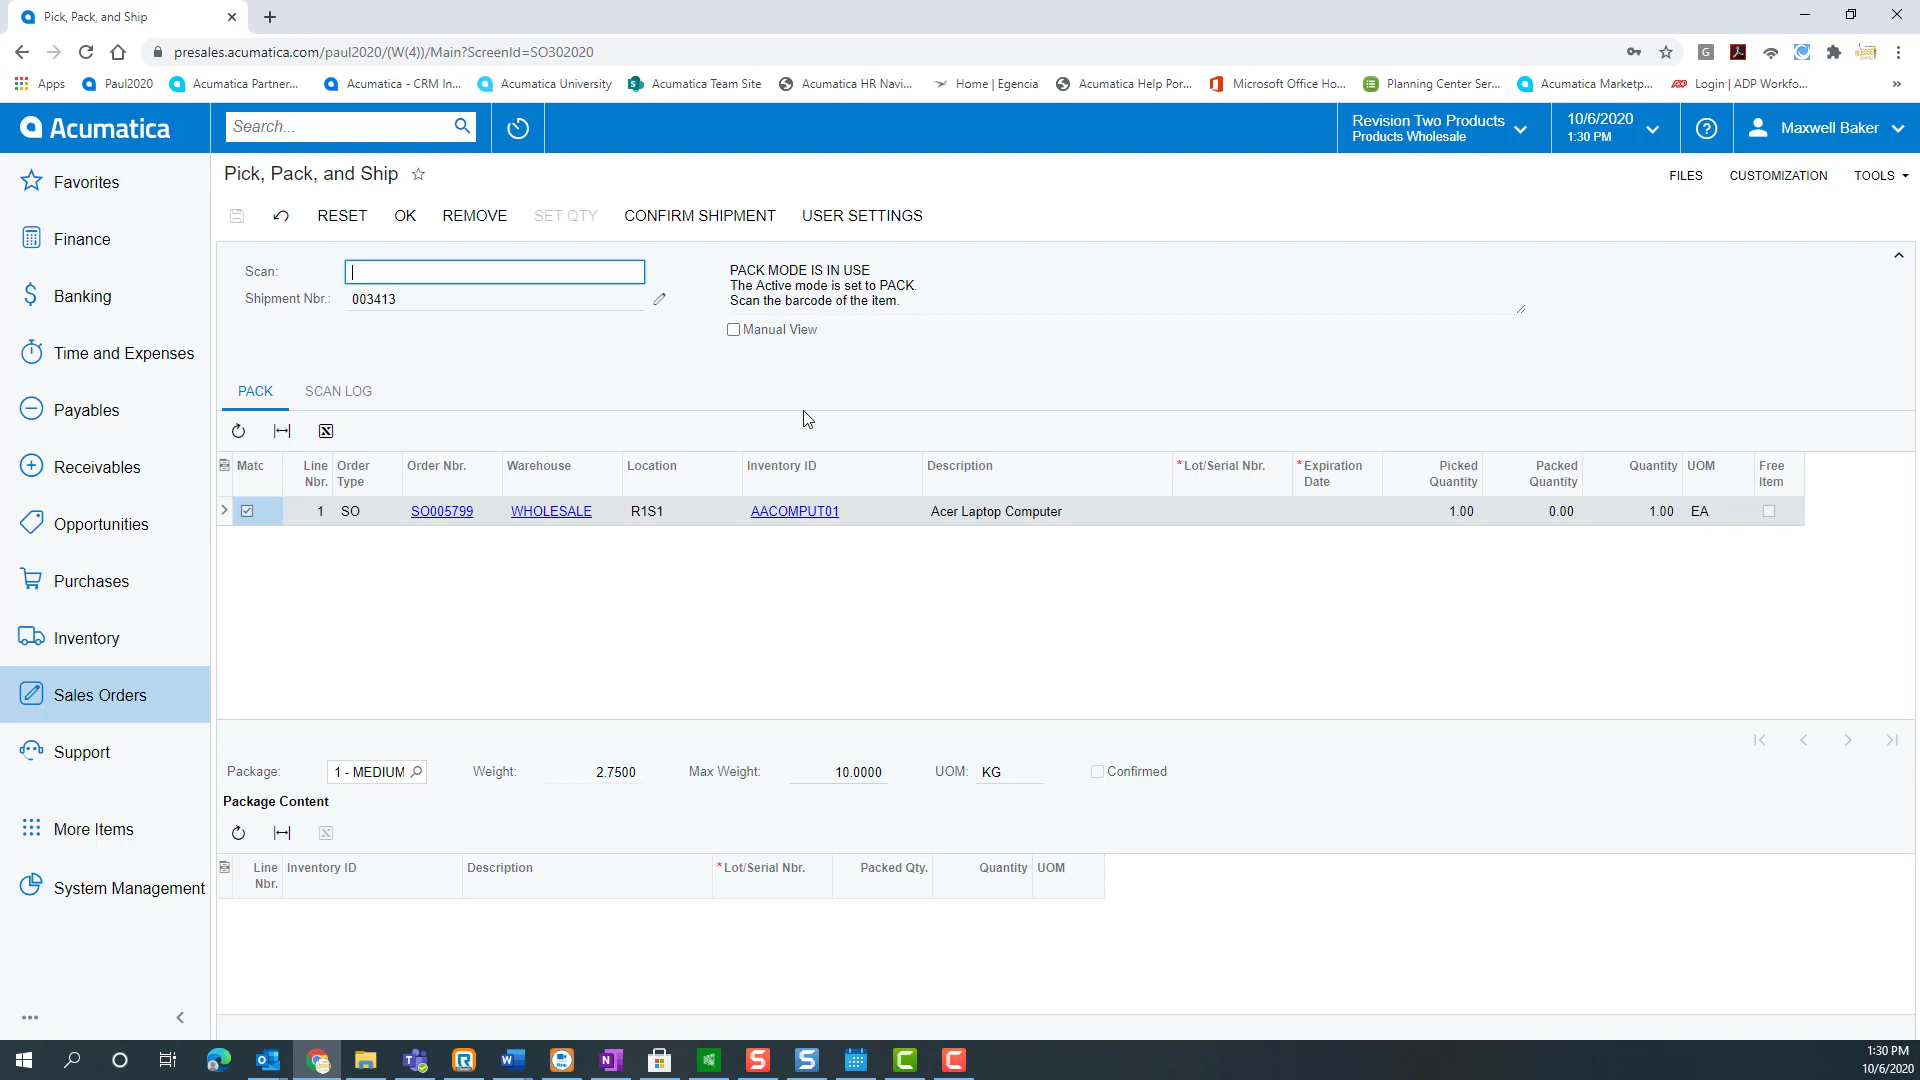 Pick, Pack, and Ship
presales.acumatica.com/paul2020/(W(4))/Main?ScreenId=SO302020
Apps
Paul2020
Acumatica Partner...
Acumatica - CRM In...
Acumatica University
Acumatica Team Site
Acumatica HR Navi...
Home | Egencia
Acumatica Help Por...
Microsoft Office Ho...
Planning Center Ser...
Acumatica Marketp...
Login | ADP Workfo...
Acumatica
Search...
Revision Two Products
Products Wholesale
10/6/2020
1:30 PM
Maxwell Baker
Favorites
Finance
Banking
Time and Expenses
Payables
Receivables
Opportunities
Purchases
Inventory
Sales Orders
Support
More Items
System Management
Pick, Pack, and Ship
FILES
CUSTOMIZATION
TOOLS
RESET
OK
REMOVE
SET QTY
CONFIRM SHIPMENT
USER SETTINGS
Scan:
Shipment Nbr.: 003413
PACK MODE IS IN USE
The Active mode is set to PACK.
Scan the barcode of the item.
Manual View
PACK
SCAN LOG
Matc
Line Nbr.
Order Type
Order Nbr.
Warehouse
Location
Inventory ID
Description
*Lot/Serial Nbr.
*Expiration Date
Picked Quantity
Packed Quantity
Quantity
UOM
Free Item
1 SO SO005799 WHOLESALE R1S1 AACOMPUT01 Acer Laptop Computer 1.00 0.00 1.00 EA
Package: 1 - MEDIUM
Weight: 2.7500
Max Weight: 10.0000
UOM: KG
Confirmed
Package Content
Line Nbr.
Inventory ID
Description
*Lot/Serial Nbr.
Packed Qty.
Quantity
UOM
1:30 PM
10/6/2020